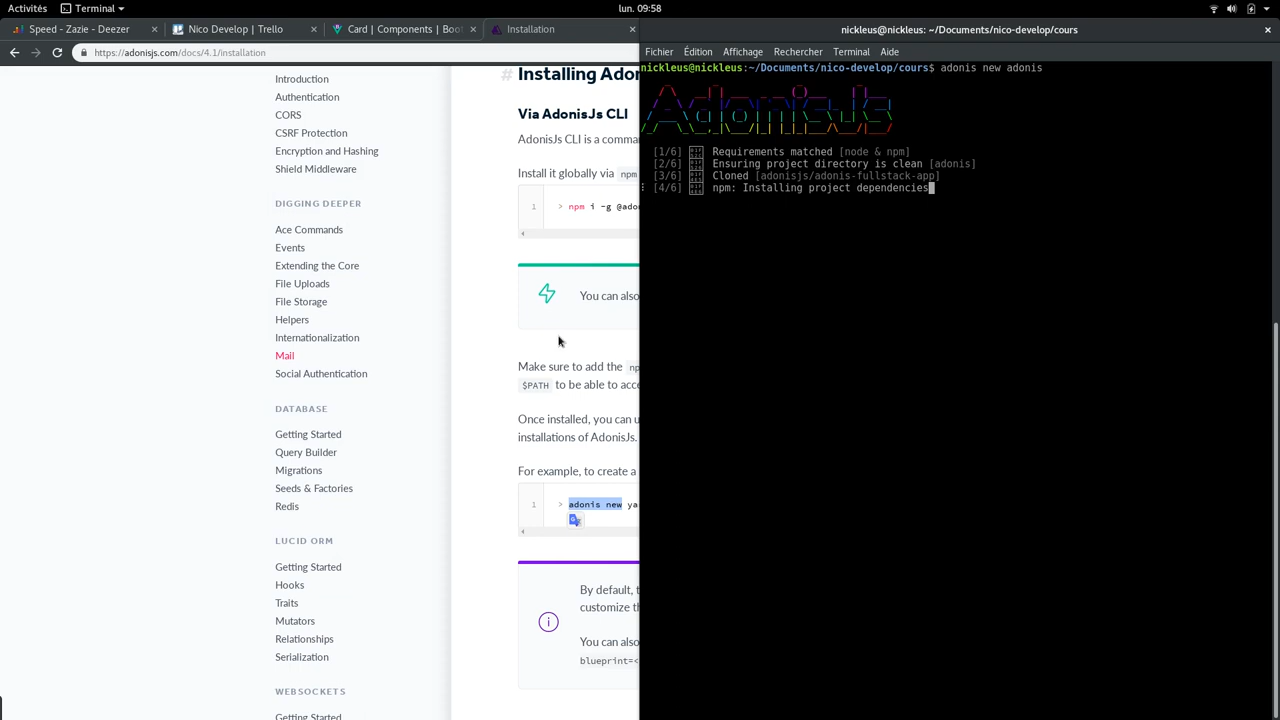 Activités
Terminal
lun. 09:58
Speed - Zazie - Deezer
Nico Develop | Trello
Card | Components | Boo
Installation
https://adonisjs.com/docs/4.1/installation
Introduction
Authentication
CORS
CSRF Protection
Encryption and Hashing
Shield Middleware
DIGGING DEEPER
Ace Commands
Events
Extending the Core
File Uploads
File Storage
Helpers
Internationalization
Mail
Social Authentication
DATABASE
Getting Started
Query Builder
Migrations
Seeds & Factories
Redis
LUCID ORM
Getting Started
Hooks
Traits
Mutators
Relationships
Serialization
WEBSOCKETS
Getting Started
# Installing Ado
Via AdonisJs CLI
AdonisJs CLI is a comma
Install it globally via npm
1 > npm i -g @ado
You can also
Make sure to add the np
$PATH to be able to acce
Once installed, you can u
installations of AdonisJs.
For example, to create a
1 > adonis new ya
By default, t
customize th
You can also
blueprint=<
nickleus@nickleus: ~/Documents/nico-develop/cours
Fichier Édition Affichage Rechercher Terminal Aide
nickleus@nickleus:~/Documents/nico-develop/cours$ adonis new adonis
AdonisJs
[1/6] Requirements matched [node & npm]
[2/6] Ensuring project directory is clean [adonis]
[3/6] Cloned [adonisjs/adonis-fullstack-app]
[4/6] npm: Installing project dependencies